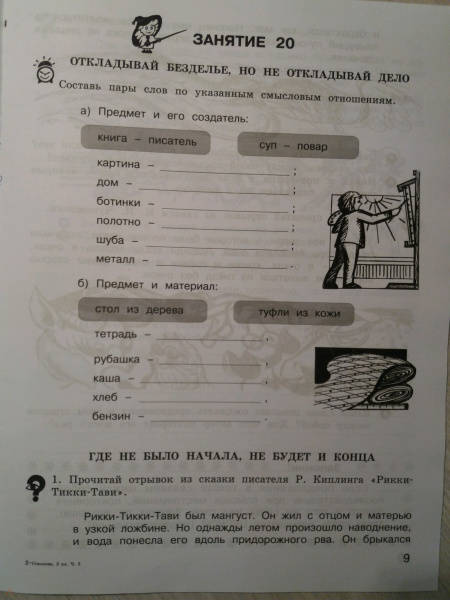 ЗАНЯТИЕ 20
ОТКЛАДЫВАЙ БЕЗДЕЛЬЕ, НО НЕ ОТКЛАДЫВАЙ ДЕЛО
Составь пары слов по указанным смысловым отношениям.
а) Предмет и его создатель:
книга – писатель
суп – повар
картина – ;
дом – ;
ботинки – ;
полотно – ;
шуба – ;
металл – .
б) Предмет и материал:
стол из дерева
туфли из кожи
тетрадь – ,
рубашка – ,
каша – ,
хлеб – ,
бензин – .
ГДЕ НЕ БЫЛО НАЧАЛА, НЕ БУДЕТ И КОНЦА
1. Прочитай отрывок из сказки писателя Р. Киплинга «Рикки-
Тикки-Тави».
Рикки-Тикки-Тави был мангуст. Он жил с отцом и матерью
в узкой ложбине. Но однажды летом произошло наводнение,
и вода понесла его вдоль придорожного рва. Он брыкался
9